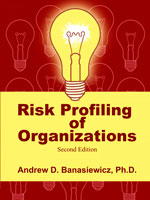 Risk Profiling
of
Organizations
Second Edition
Andrew D. Banasiewicz, Ph.D.